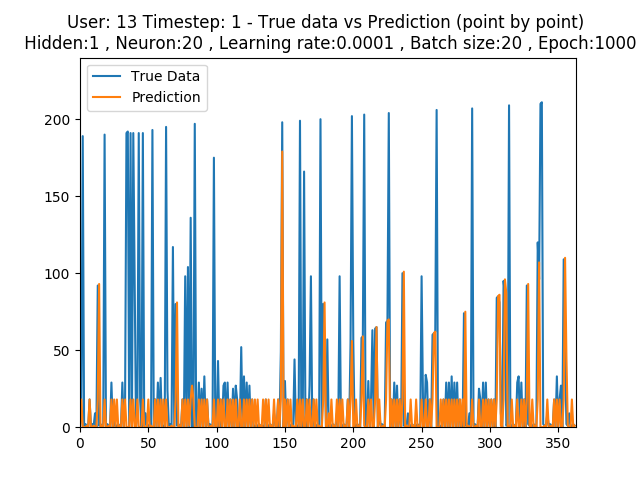 User: 13 Timestep: 1 - True data vs Prediction (point by point)
Hidden:1 , Neuron:20 , Learning rate:0.0001 , Batch size:20 , Epoch:1000
True Data
Prediction
200
150
100
50
0
0 50 100 150 200 250 300 350